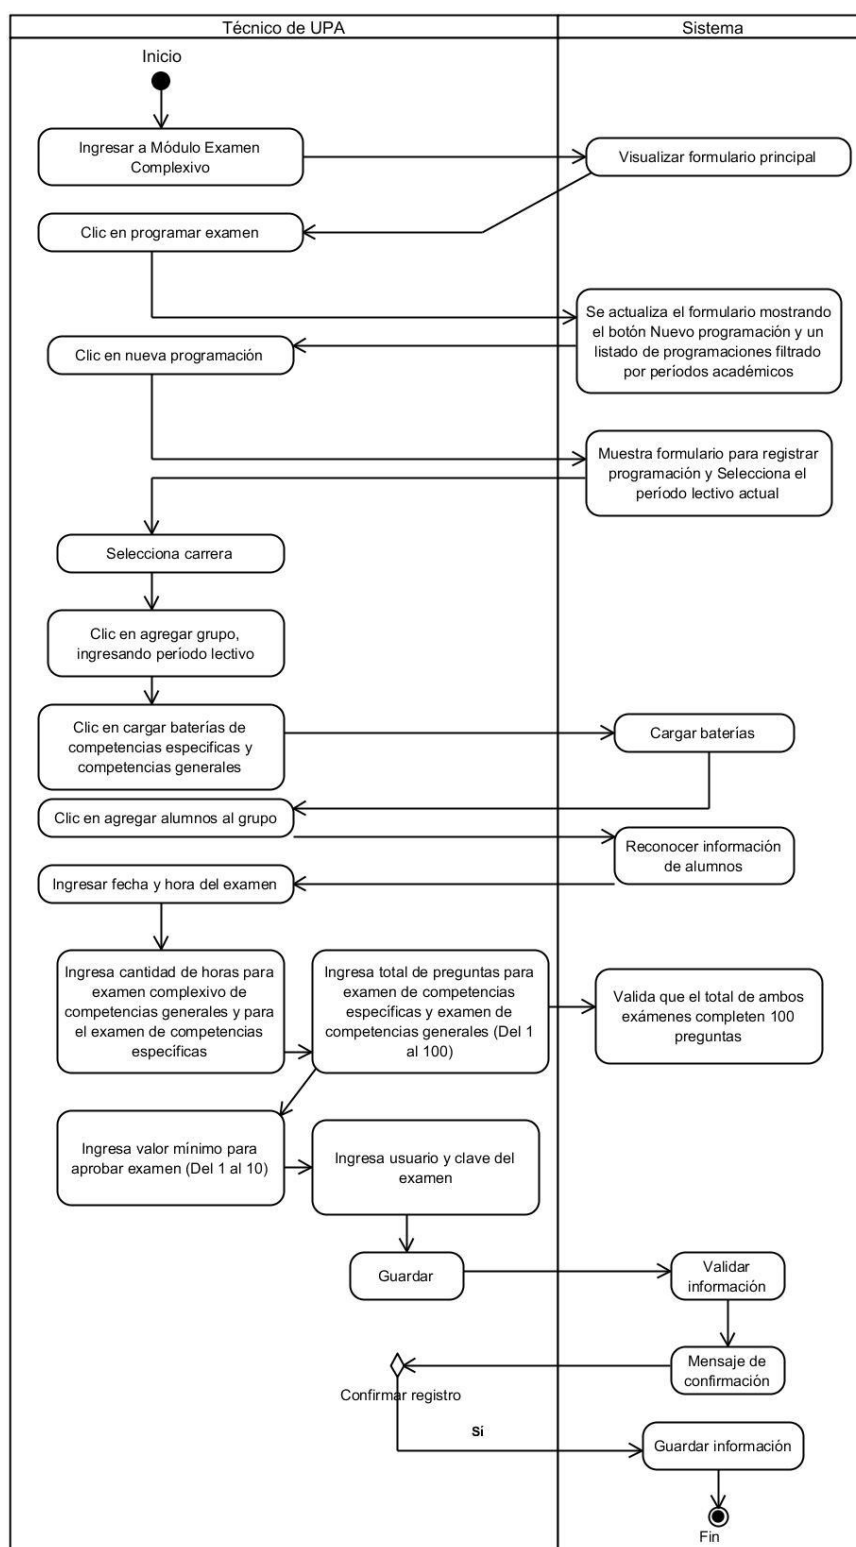 Técnico de UPA
Sistema
Inicio
Ingresar a Módulo Examen
Complexivo
Visualizar formulario principal
Clic en programar examen
Se actualiza el formulario mostrando
el botón Nuevo programación y un
listado de programaciones filtrado
por períodos académicos
Clic en nueva programación
Muestra formulario para registrar
programación y Selecciona el
período lectivo actual
Selecciona carrera
Clic en agregar grupo,
ingresando período lectivo
Clic en cargar baterías de
competencias especificas y
competencias generales
Cargar baterías
Clic en agregar alumnos al grupo
Reconocer información
de alumnos
Ingresar fecha y hora del examen
Ingresa cantidad de horas para
examen complexivo de
competencias generales y para
el examen de competencias
específicas
Ingresa total de preguntas para
examen de competencias
específicas y examen de
competencias generales (Del 1
al 100)
Valida que el total de ambos
exámenes completen 100
preguntas
Ingresa valor mínimo para
aprobar examen (Del 1 al 10)
Ingresa usuario y clave del
examen
Guardar
Validar
información
Mensaje de
confirmación
Confirmar registro
Sí
Guardar información
Fin